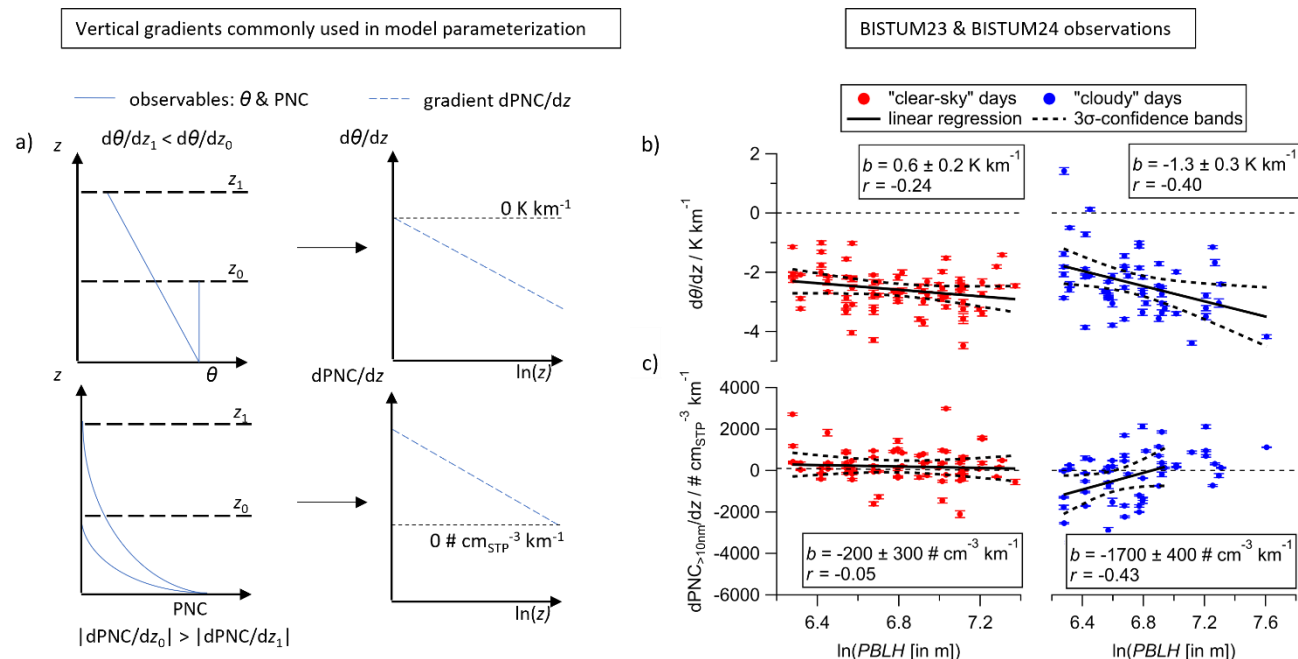 Vertical gradients commonly used in model parameterization
BISTUM23 & BISTUM24 observations
observables: θ & PNC
gradient dPNC/dz
"clear-sky" days
"cloudy" days
linear regression
3σ-confidence bands
a)
dθ/dz₁ < dθ/dz₀
z
z₁
z₀
θ
dθ/dz
0 K km⁻¹
ln(z)
z
z₁
z₀
PNC
|dPNC/dz₀| > |dPNC/dz₁|
dPNC/dz
0 # cm_STP⁻³ km⁻¹
ln(z)
b)
dθ/dz / K km⁻¹
2
0
-2
-4
b = 0.6 ± 0.2 K km⁻¹
r = -0.24
b = -1.3 ± 0.3 K km⁻¹
r = -0.40
c)
dPNC>10nm/dz / # cm_STP⁻³ km⁻¹
4000
2000
0
-2000
-4000
-6000
b = -200 ± 300 # cm⁻³ km⁻¹
r = -0.05
b = -1700 ± 400 # cm⁻³ km⁻¹
r = -0.43
6.4 6.8 7.2
6.4 6.8 7.2 7.6
ln(PBLH [in m])
ln(PBLH [in m])